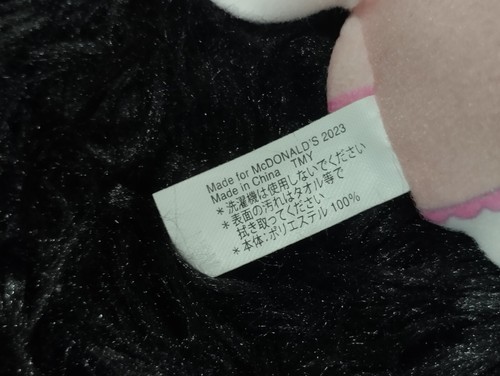 Made for McDONALD'S 2023
Made in China TMY
＊洗濯機は使用しないでください
＊表面の汚れはタオル等で
拭き取ってください
＊本体:ポリエステル 100%